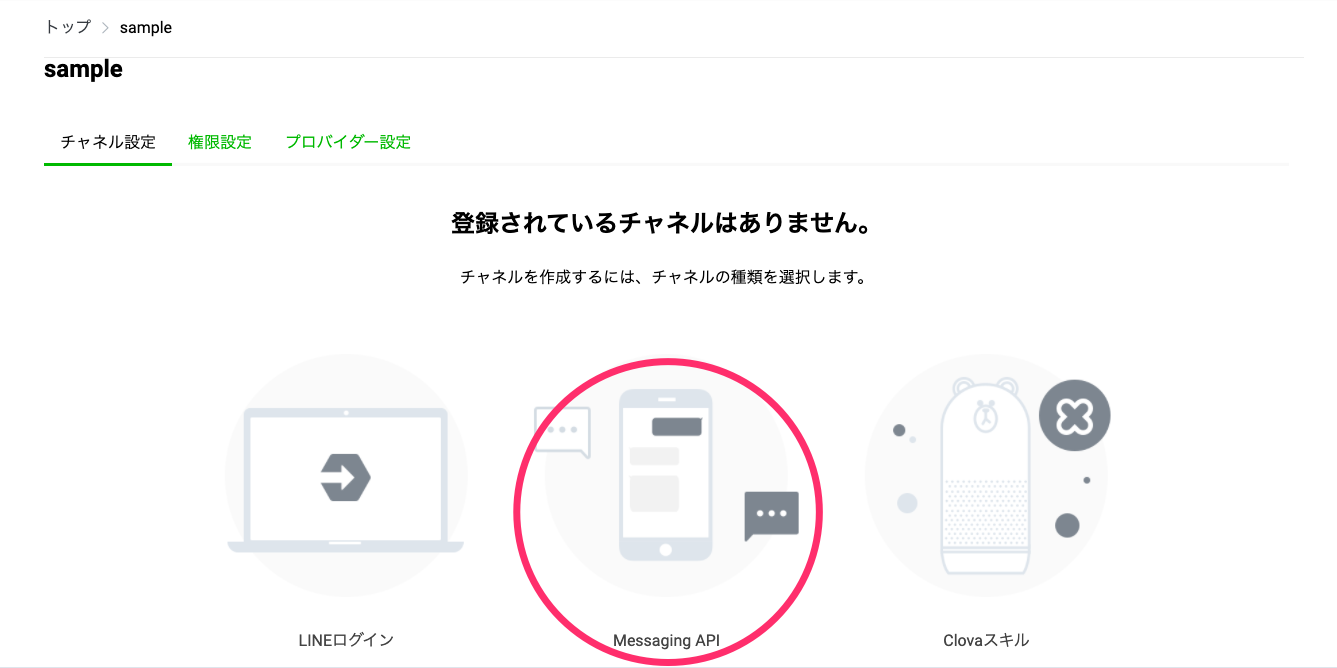 トップ > sample
sample
チャネル設定 権限設定 プロバイダー設定
登録されているチャネルはありません。
チャネルを作成するには、チャネルの種類を選択します。
LINEログイン Messaging API Clovaスキル